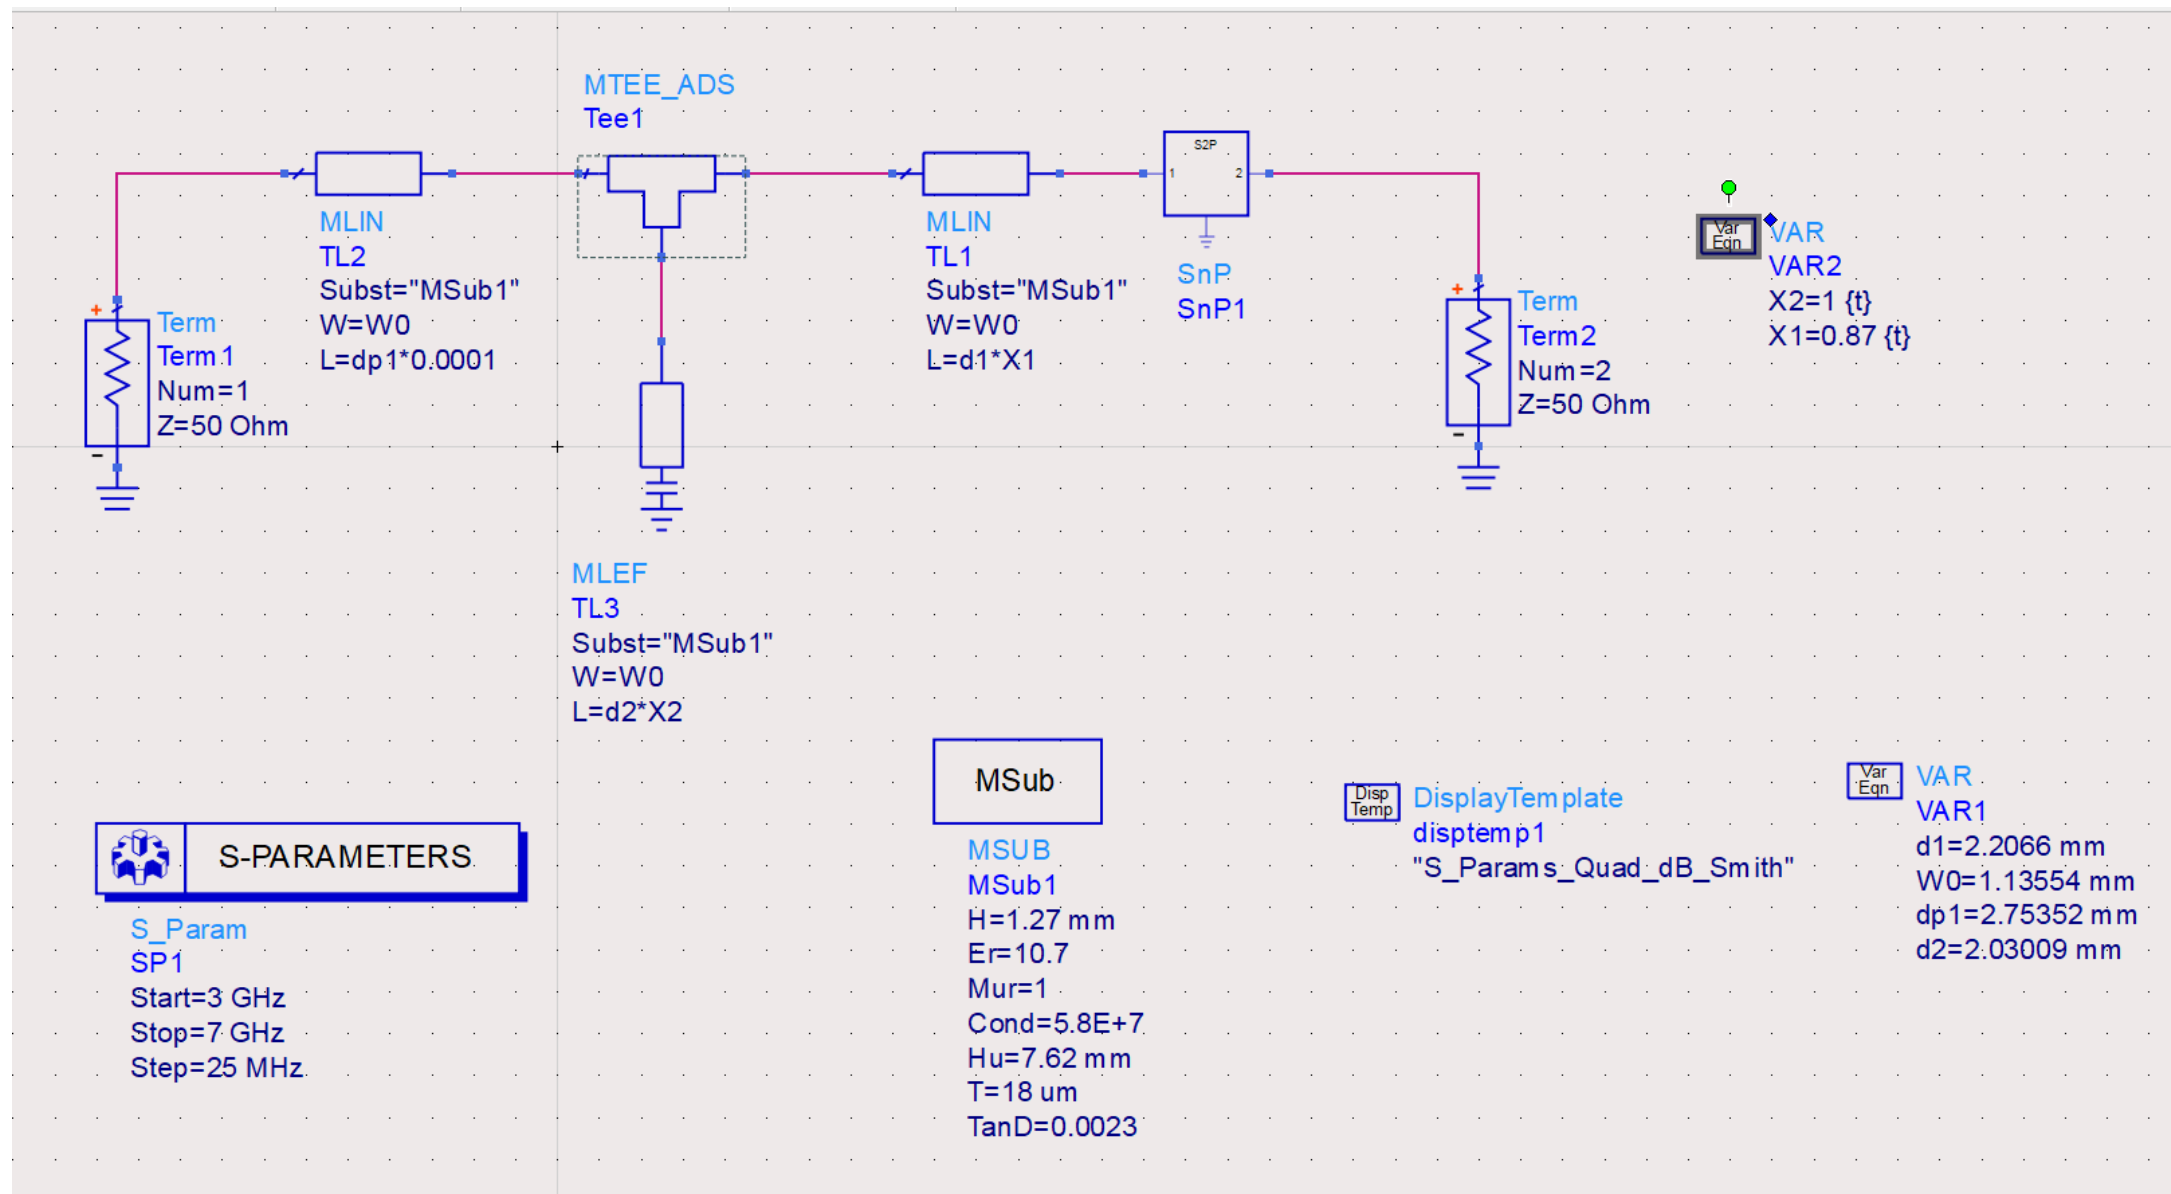 MTEE_ADS
Tee1
MLIN
TL2
Subst="MSub1"
W=W0
L=dp1*0.0001
MLIN
TL1
Subst="MSub1"
W=W0
L=d1*X1
S2P
1
2
SnP
SnP1
Var
Eqn
VAR
VAR2
X2=1 {t}
X1=0.87 {t}
+
Term
Term1
Num=1
Z=50 Ohm
-
+
Term
Term2
Num=2
Z=50 Ohm
-
MLEF
TL3
Subst="MSub1"
W=W0
L=d2*X2
S-PARAMETERS
S_Param
SP1
Start=3 GHz
Stop=7 GHz
Step=25 MHz
MSub
MSUB
MSub1
H=1.27 mm
Er=10.7
Mur=1
Cond=5.8E+7
Hu=7.62 mm
T=18 um
TanD=0.0023
Disp
Temp
DisplayTemplate
disptemp1
"S_Params_Quad_dB_Smith"
Var
Eqn
VAR
VAR1
d1=2.2066 mm
W0=1.13554 mm
dp1=2.75352 mm
d2=2.03009 mm